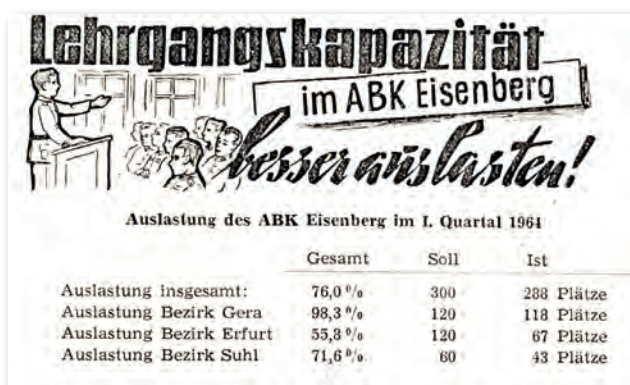 Lehrgangskapazität
im ABK Eisenberg
besser auslasten!
Auslastung des ABK Eisenberg im I. Quartal 1964
Gesamt Soll Ist
Auslastung insgesamt: 76,0 % 300 288 Plätze
Auslastung Bezirk Gera 98,3 % 120 118 Plätze
Auslastung Bezirk Erfurt 55,8 % 120 67 Plätze
Auslastung Bezirk Suhl 71,6 % 60 43 Plätze